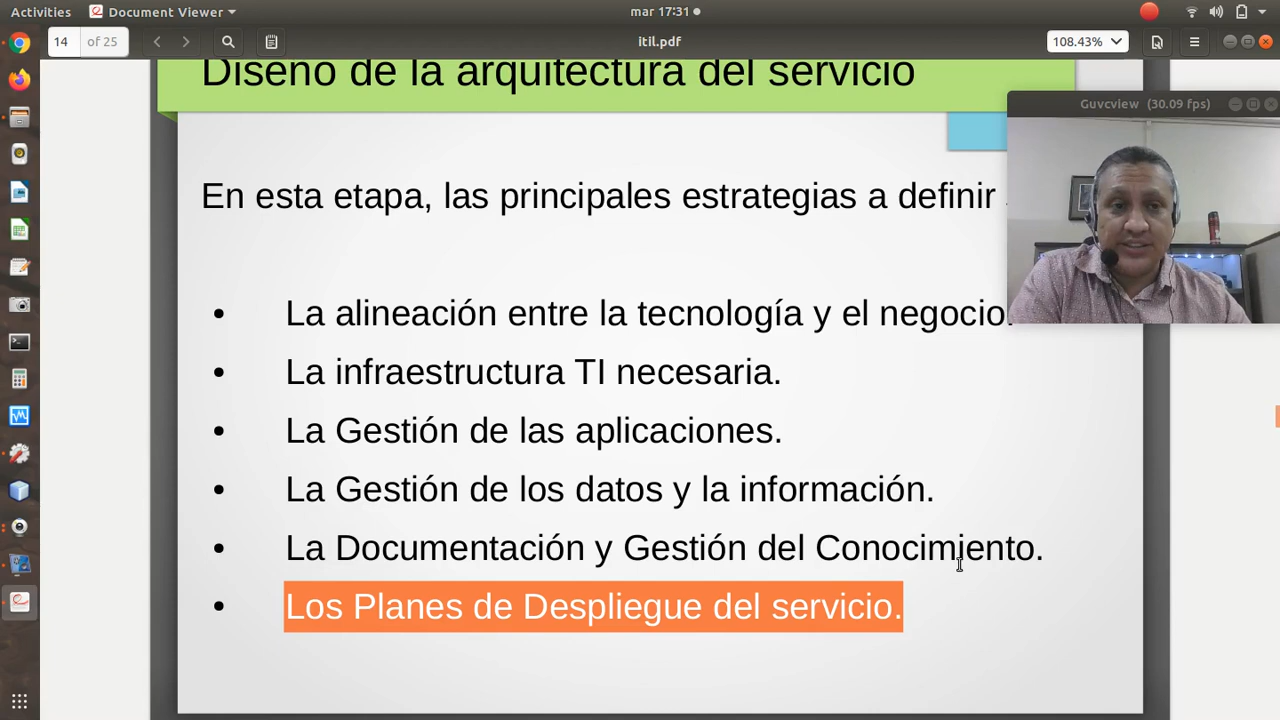 Activities
Document Viewer
mar 17:31
14
of 25
itil.pdf
108.43%
Diseño de la arquitectura del servicio
Guvcview (30.09 fps)
En esta etapa, las principales estrategias a definir
• La alineación entre la tecnología y el negocio.
• La infraestructura TI necesaria.
• La Gestión de las aplicaciones.
• La Gestión de los datos y la información.
• La Documentación y Gestión del Conocimiento.
• Los Planes de Despliegue del servicio.